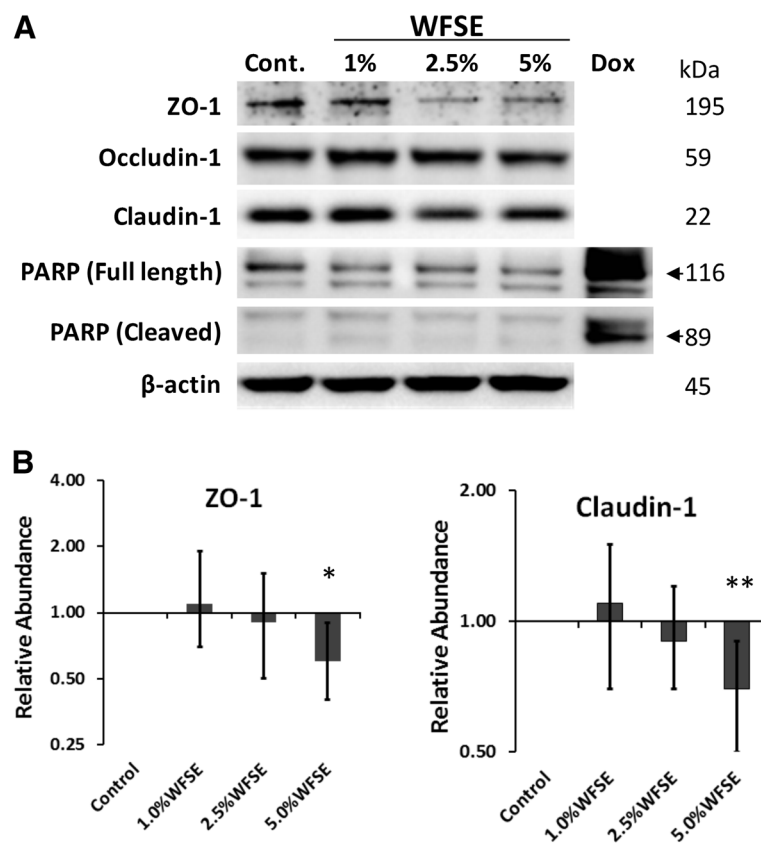 A
WFSE
Cont. 1% 2.5% 5% Dox kDa
ZO-1 195
Occludin-1 59
Claudin-1 22
PARP (Full length) 116
PARP (Cleaved) 89
β-actin 45
B
ZO-1
Relative Abundance
4.00
2.00
1.00
0.50
0.25
*
Control
1.0%WFSE
2.5%WFSE
5.0%WFSE
Claudin-1
Relative Abundance
2.00
1.00
0.50
**
Control
1.0%WFSE
2.5%WFSE
5.0%WFSE